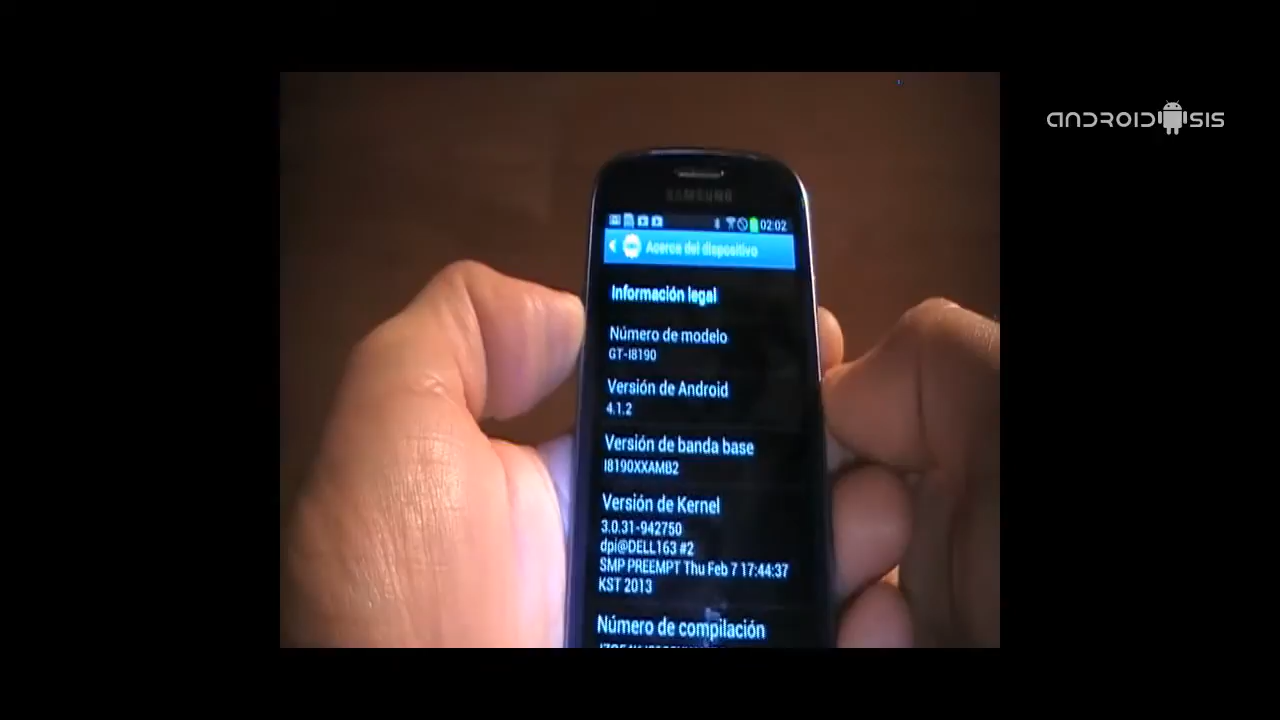 ANDROIDSIS
SAMSUNG
02:02
Acerca del dispositivo
Información legal
Número de modelo
GT-I8190
Versión de Android
4.1.2
Versión de banda base
I8190XXAMB2
Versión de Kernel
3.0.31-942750
dpi@DELL163 #2
SMP PREEMPT Thu Feb 7 17:44:37
KST 2013
Número de compilación